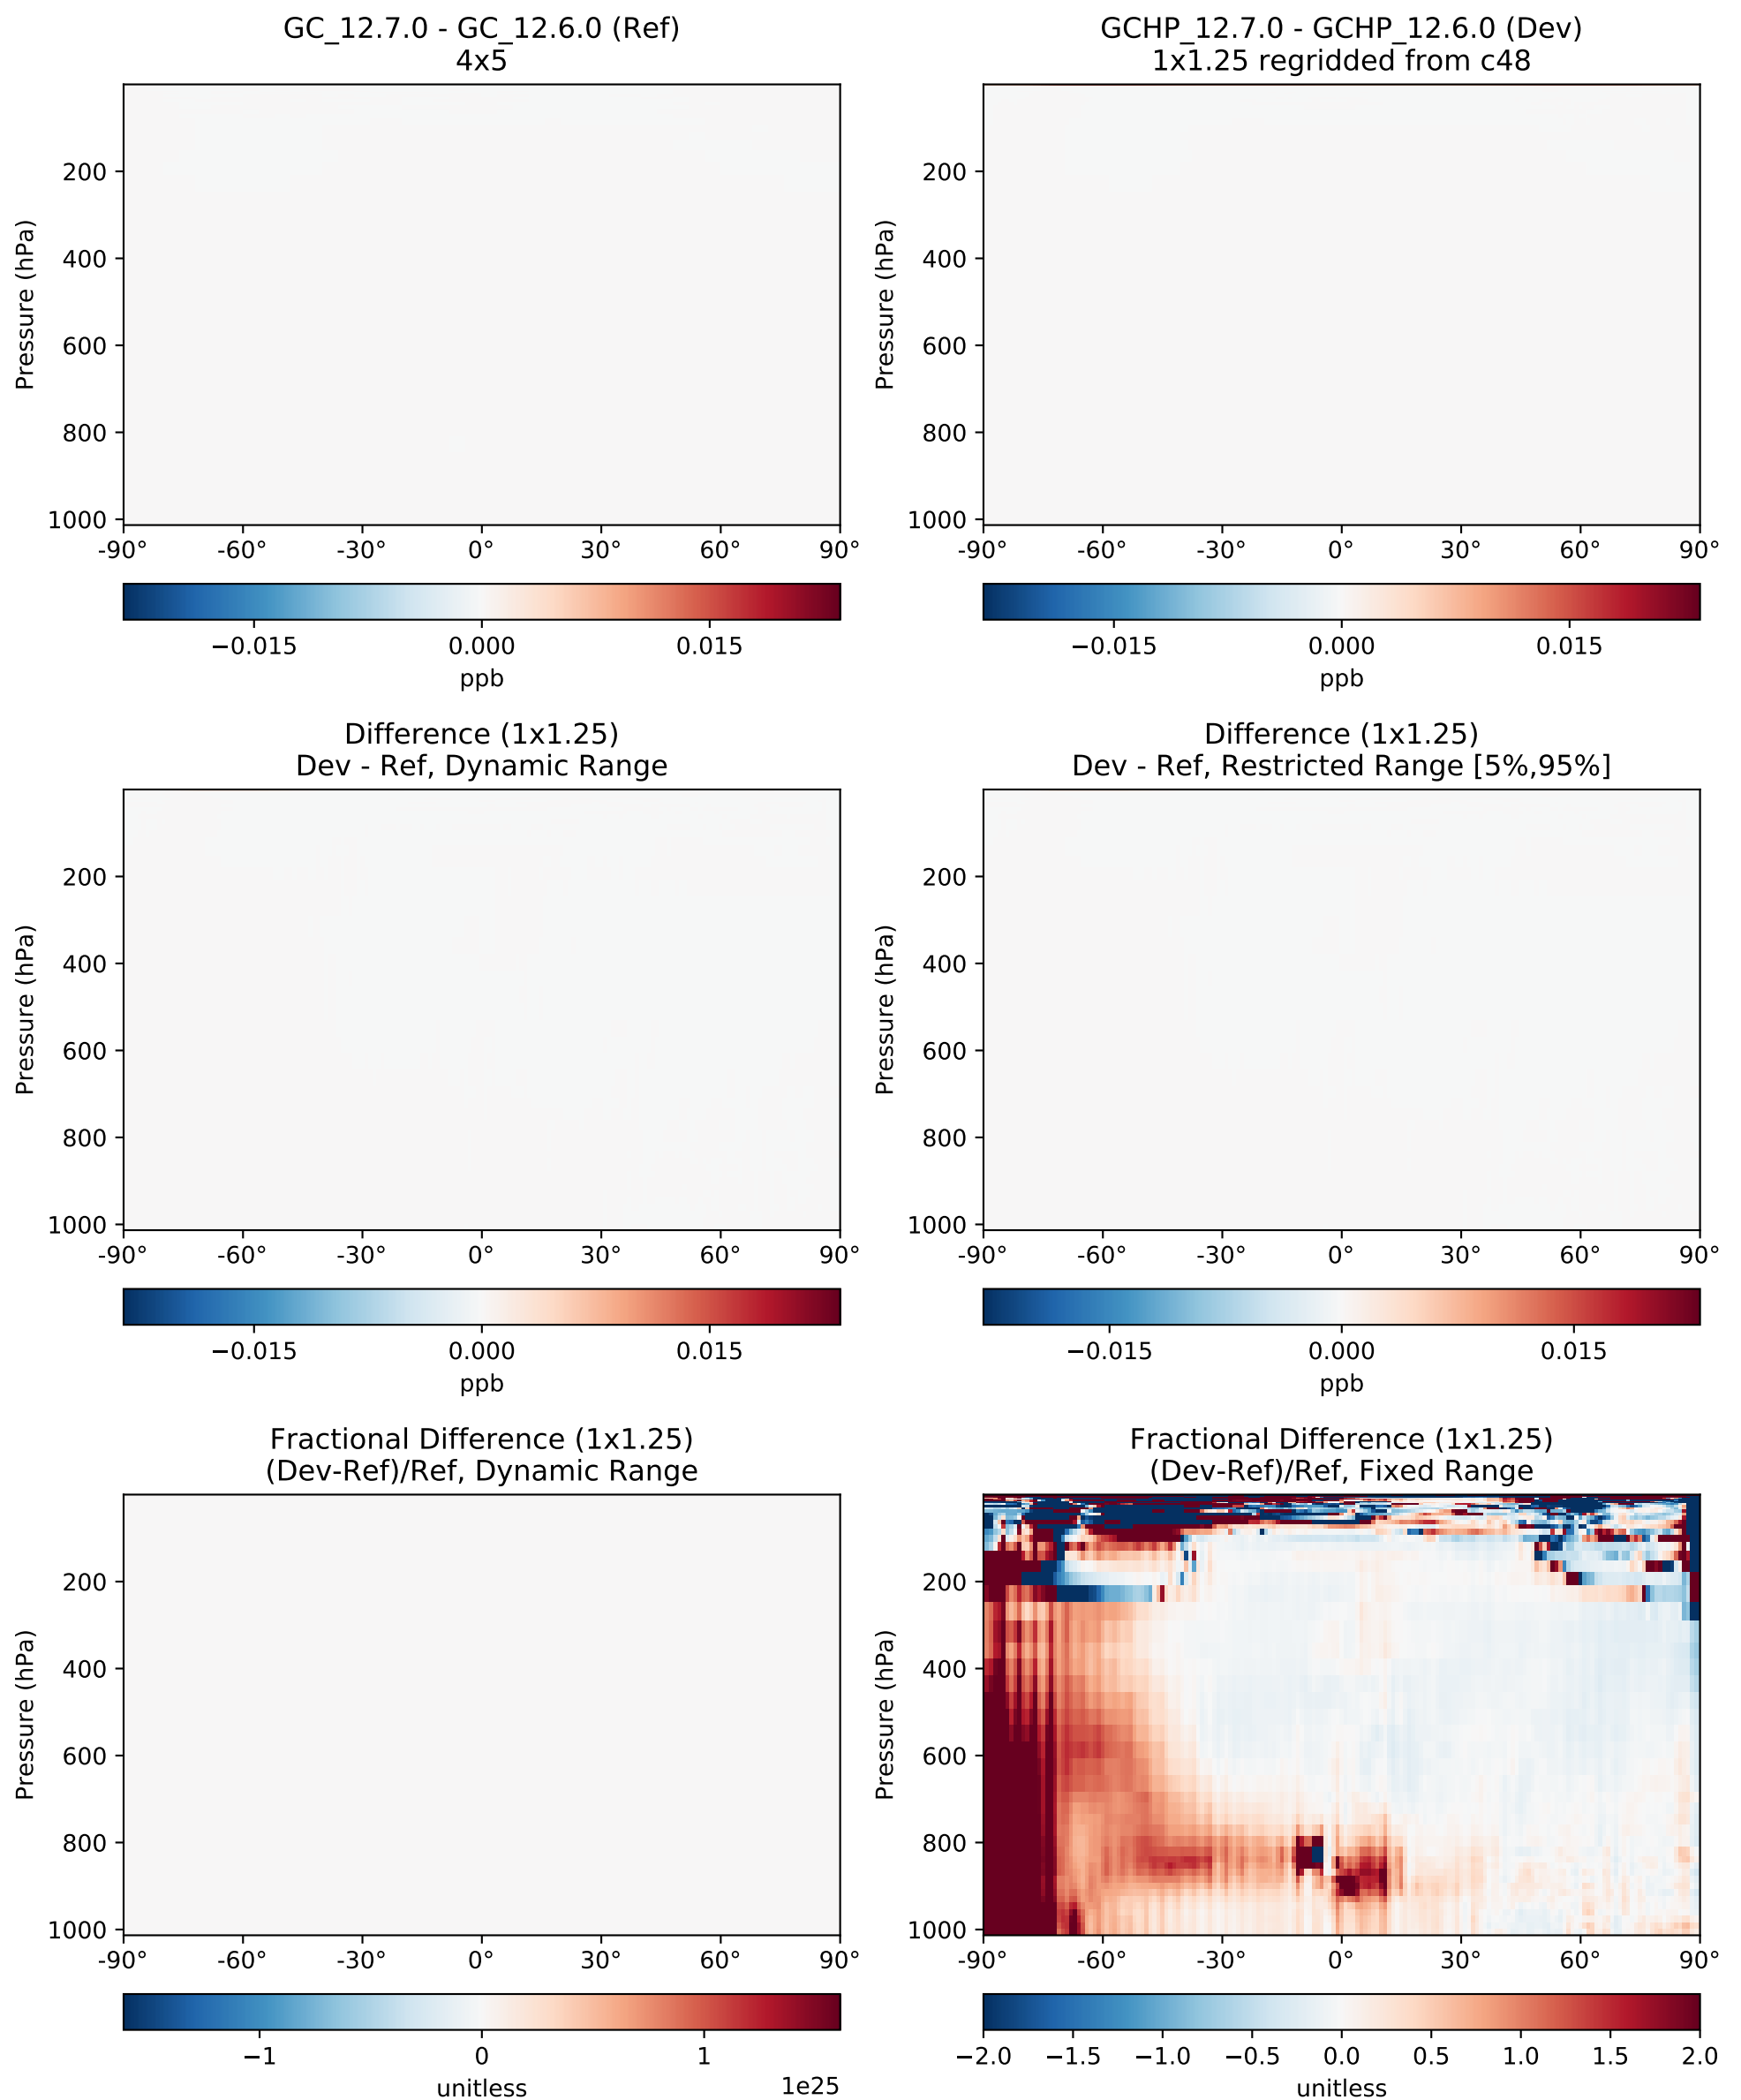 GC_12.7.0 - GC_12.6.0 (Ref)
4x5
Pressure (hPa)
200
400
600
800
1000
-90° -60° -30° 0° 30° 60° 90°
−0.015 0.000 0.015
ppb
GCHP_12.7.0 - GCHP_12.6.0 (Dev)
1x1.25 regridded from c48
Pressure (hPa)
200
400
600
800
1000
-90° -60° -30° 0° 30° 60° 90°
−0.015 0.000 0.015
ppb
Difference (1x1.25)
Dev - Ref, Dynamic Range
Pressure (hPa)
200
400
600
800
1000
-90° -60° -30° 0° 30° 60° 90°
−0.015 0.000 0.015
ppb
Difference (1x1.25)
Dev - Ref, Restricted Range [5%,95%]
Pressure (hPa)
200
400
600
800
1000
-90° -60° -30° 0° 30° 60° 90°
−0.015 0.000 0.015
ppb
Fractional Difference (1x1.25)
(Dev-Ref)/Ref, Dynamic Range
Pressure (hPa)
200
400
600
800
1000
-90° -60° -30° 0° 30° 60° 90°
−1 0 1
unitless 1e25
Fractional Difference (1x1.25)
(Dev-Ref)/Ref, Fixed Range
Pressure (hPa)
200
400
600
800
1000
-90° -60° -30° 0° 30° 60° 90°
−2.0 −1.5 −1.0 −0.5 0.0 0.5 1.0 1.5 2.0
unitless